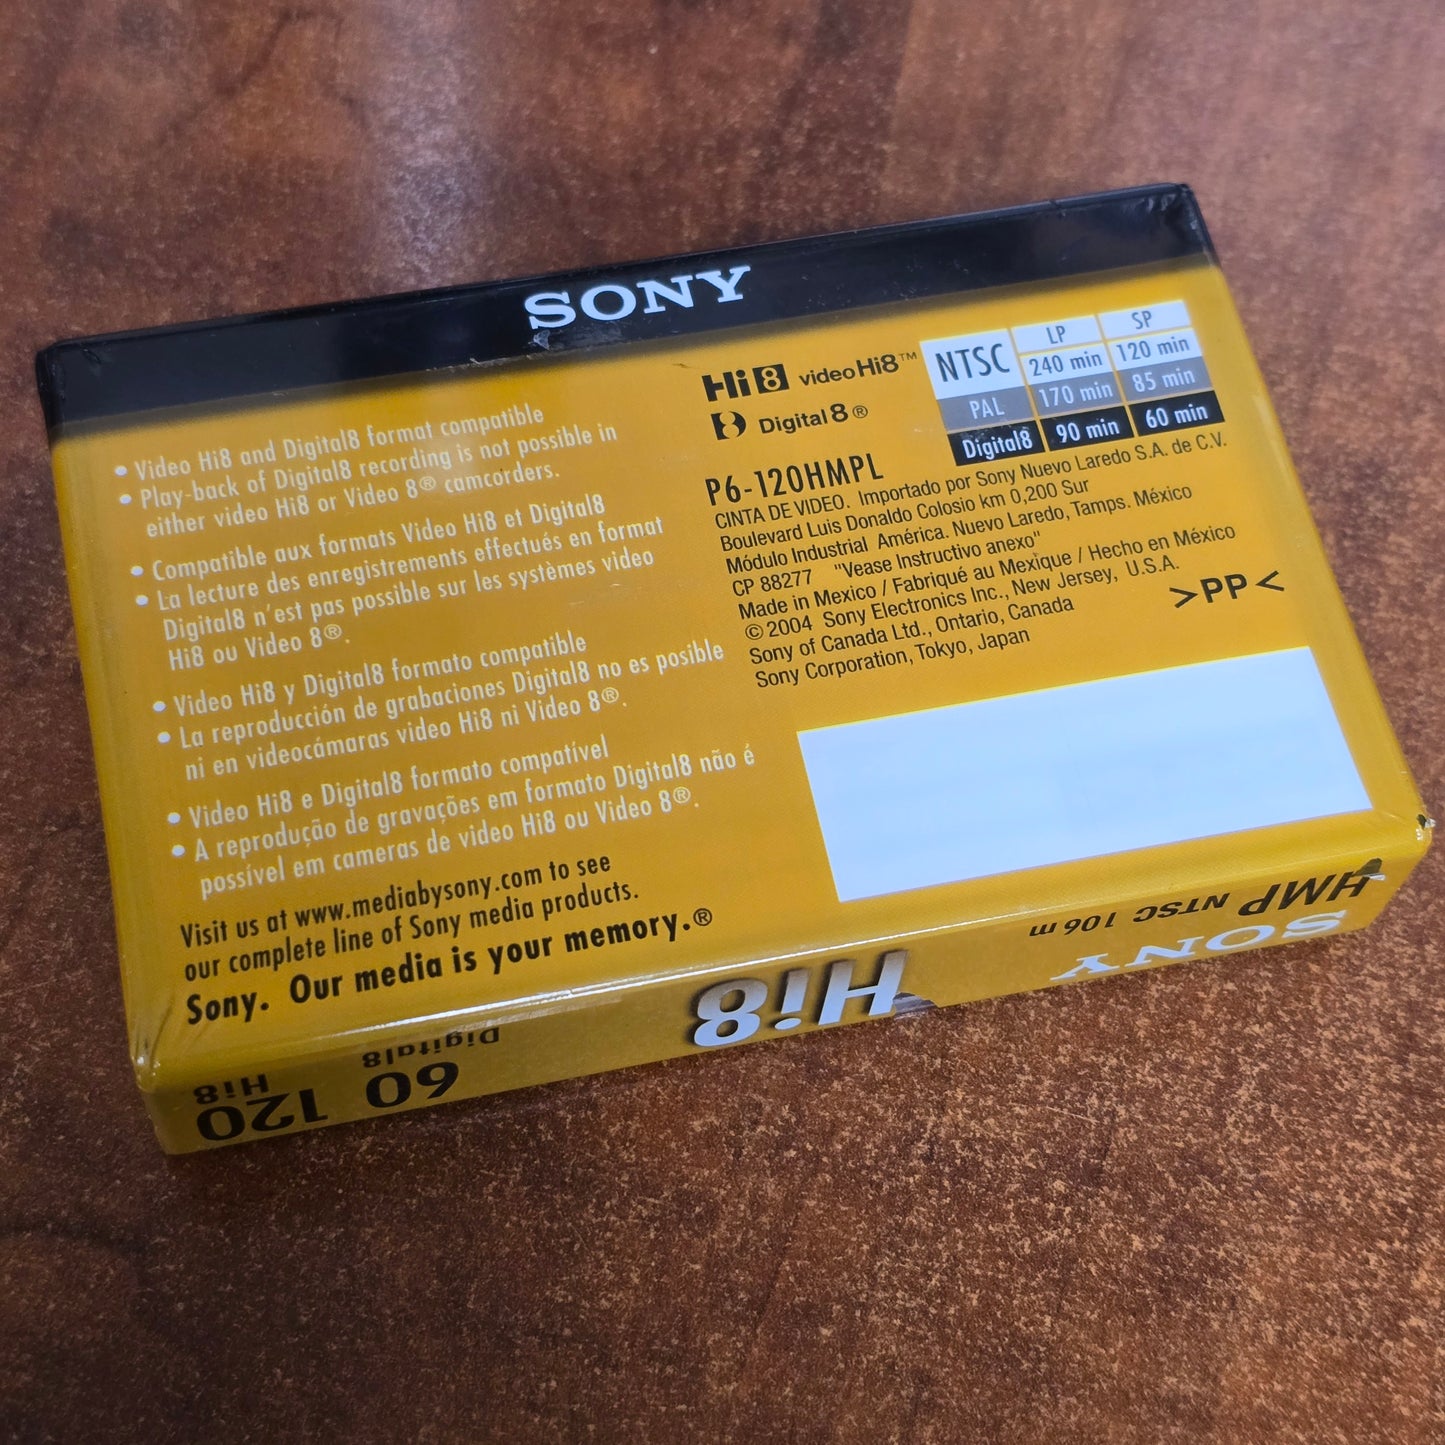 SONY
• Video Hi8 and Digital8 format compatible
• Play-back of Digital8 recording is not possible in
either video Hi8 or Video 8® camcorders.
• Compatible aux formats Video Hi8 et Digital8
• La lecture des enregistrements effectués en format
Digital8 n'est pas possible sur les systèmes video
Hi8 ou Video 8®.
• Video Hi8 y Digital8 formato compatible
• La reproducción de grabaciones Digital8 no es posible
ni en videocámaras video Hi8 ni Video 8®.
• Video Hi8 e Digital8 formato compatível
• A reprodução de gravações em formato Digital8 não é
possível em cameras de video Hi8 ou Video 8®.
Visit us at www.mediabysony.com to see
our complete line of Sony media products.
Sony. Our media is your memory.®
Hi8 video Hi8™
Digital 8®
NTSC LP SP
240 min 120 min
PAL 170 min 85 min
Digital8 90 min 60 min
P6-120HMPL
CINTA DE VIDEO. Importado por Sony Nuevo Laredo S.A. de C.V.
Boulevard Luis Donaldo Colosio km 0,200 Sur
Módulo Industrial América. Nuevo Laredo, Tamps. México
CP 88277 "Vease Instructivo anexo"
Made in Mexico / Fabriqué au Mexique / Hecho en México
© 2004 Sony Electronics Inc., New Jersey, U.S.A.
Sony of Canada Ltd., Ontario, Canada
Sony Corporation, Tokyo, Japan
>PP<
SONY
HMP NTSC 106 m
Hi8
60 Digital8
120 Hi8